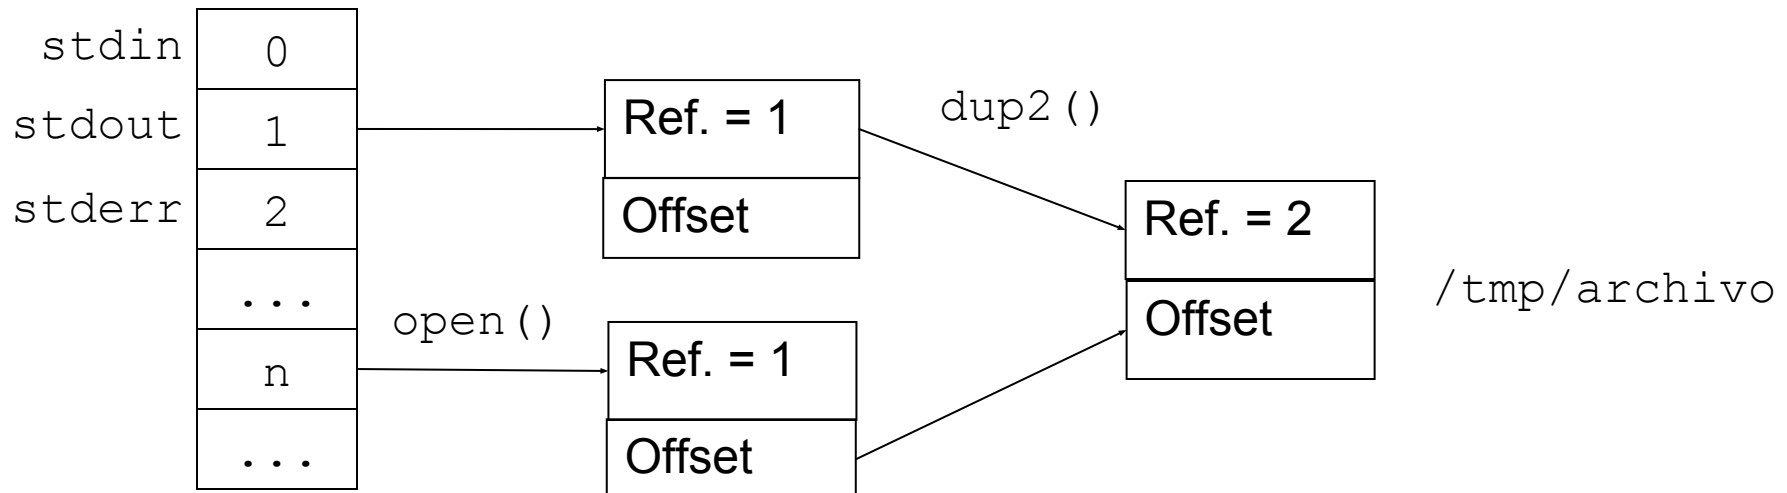 stdin 0
stdout 1
stderr 2
...
n
...
open()
Ref. = 1
Offset
Ref. = 1
Offset
dup2()
Ref. = 2
Offset
/tmp/archivo